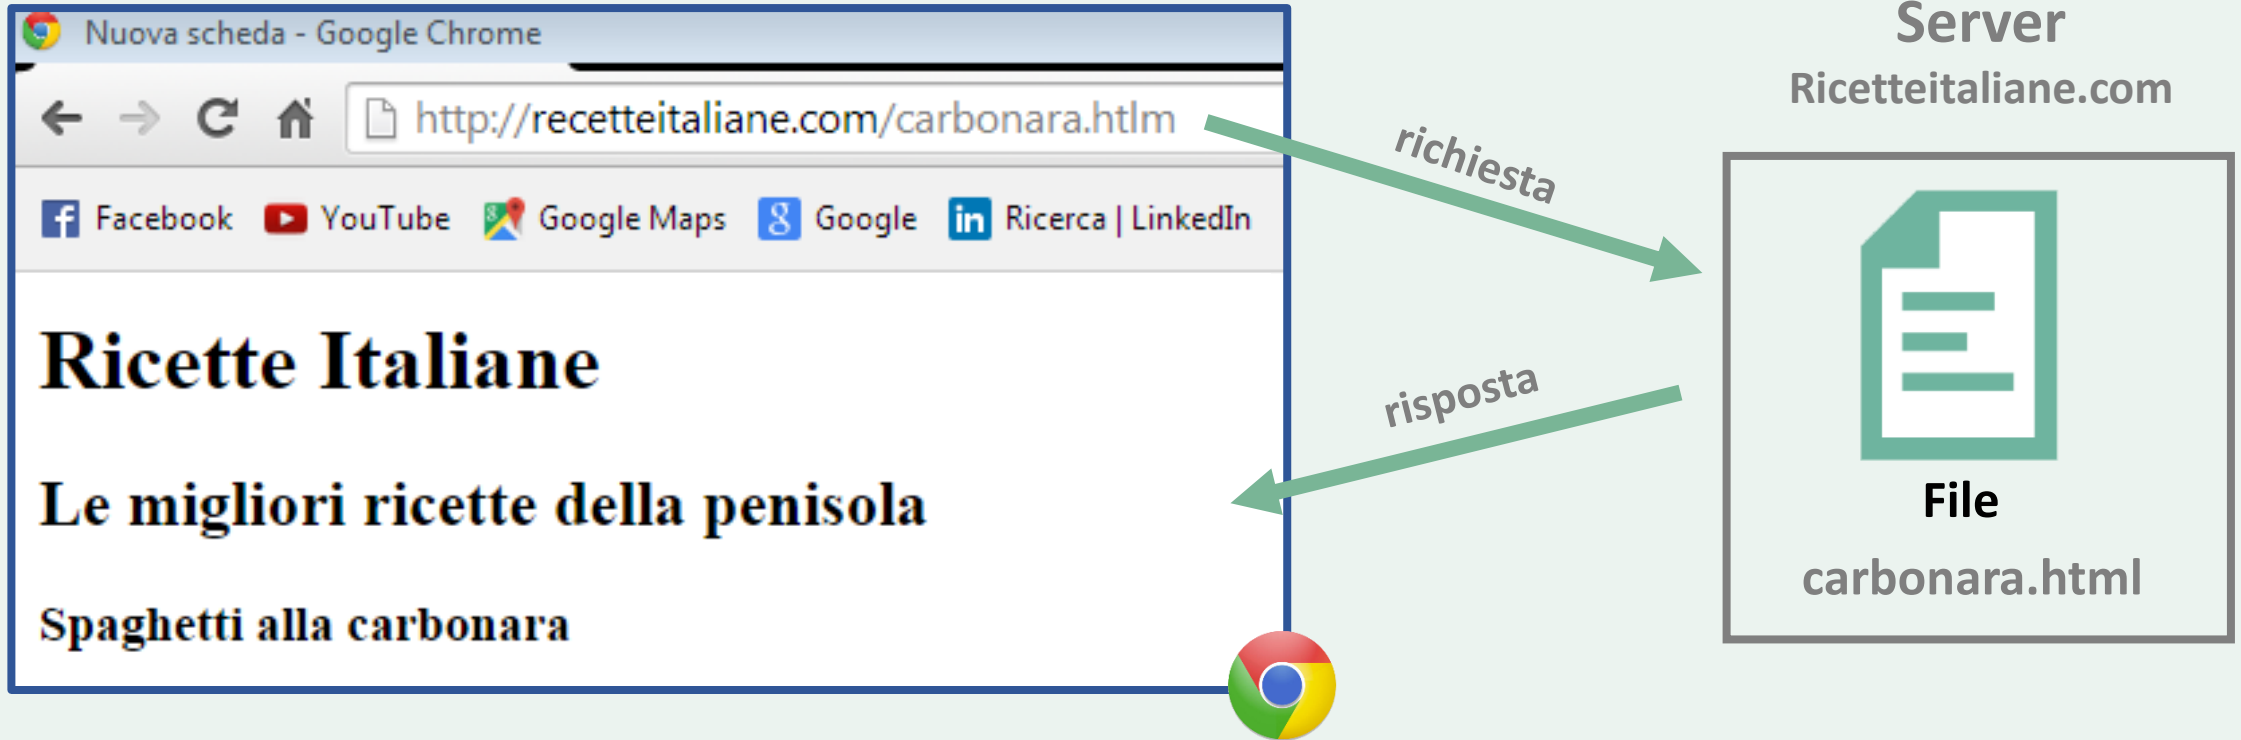 Nuova scheda - Google Chrome
http://recetteitaliane.com/carbonara.htlm
Facebook YouTube Google Maps Google Ricerca | LinkedIn
Ricette Italiane
Le migliori ricette della penisola
Spaghetti alla carbonara
richiesta
risposta
Server
Ricetteitaliane.com
File
carbonara.html